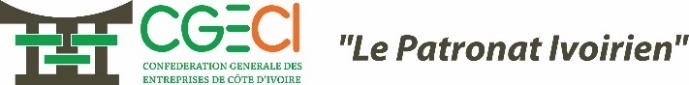 CGECI
CONFEDERATION GENERALE DES
ENTREPRISES DE CÔTE D'IVOIRE
"Le Patronat Ivoirien"